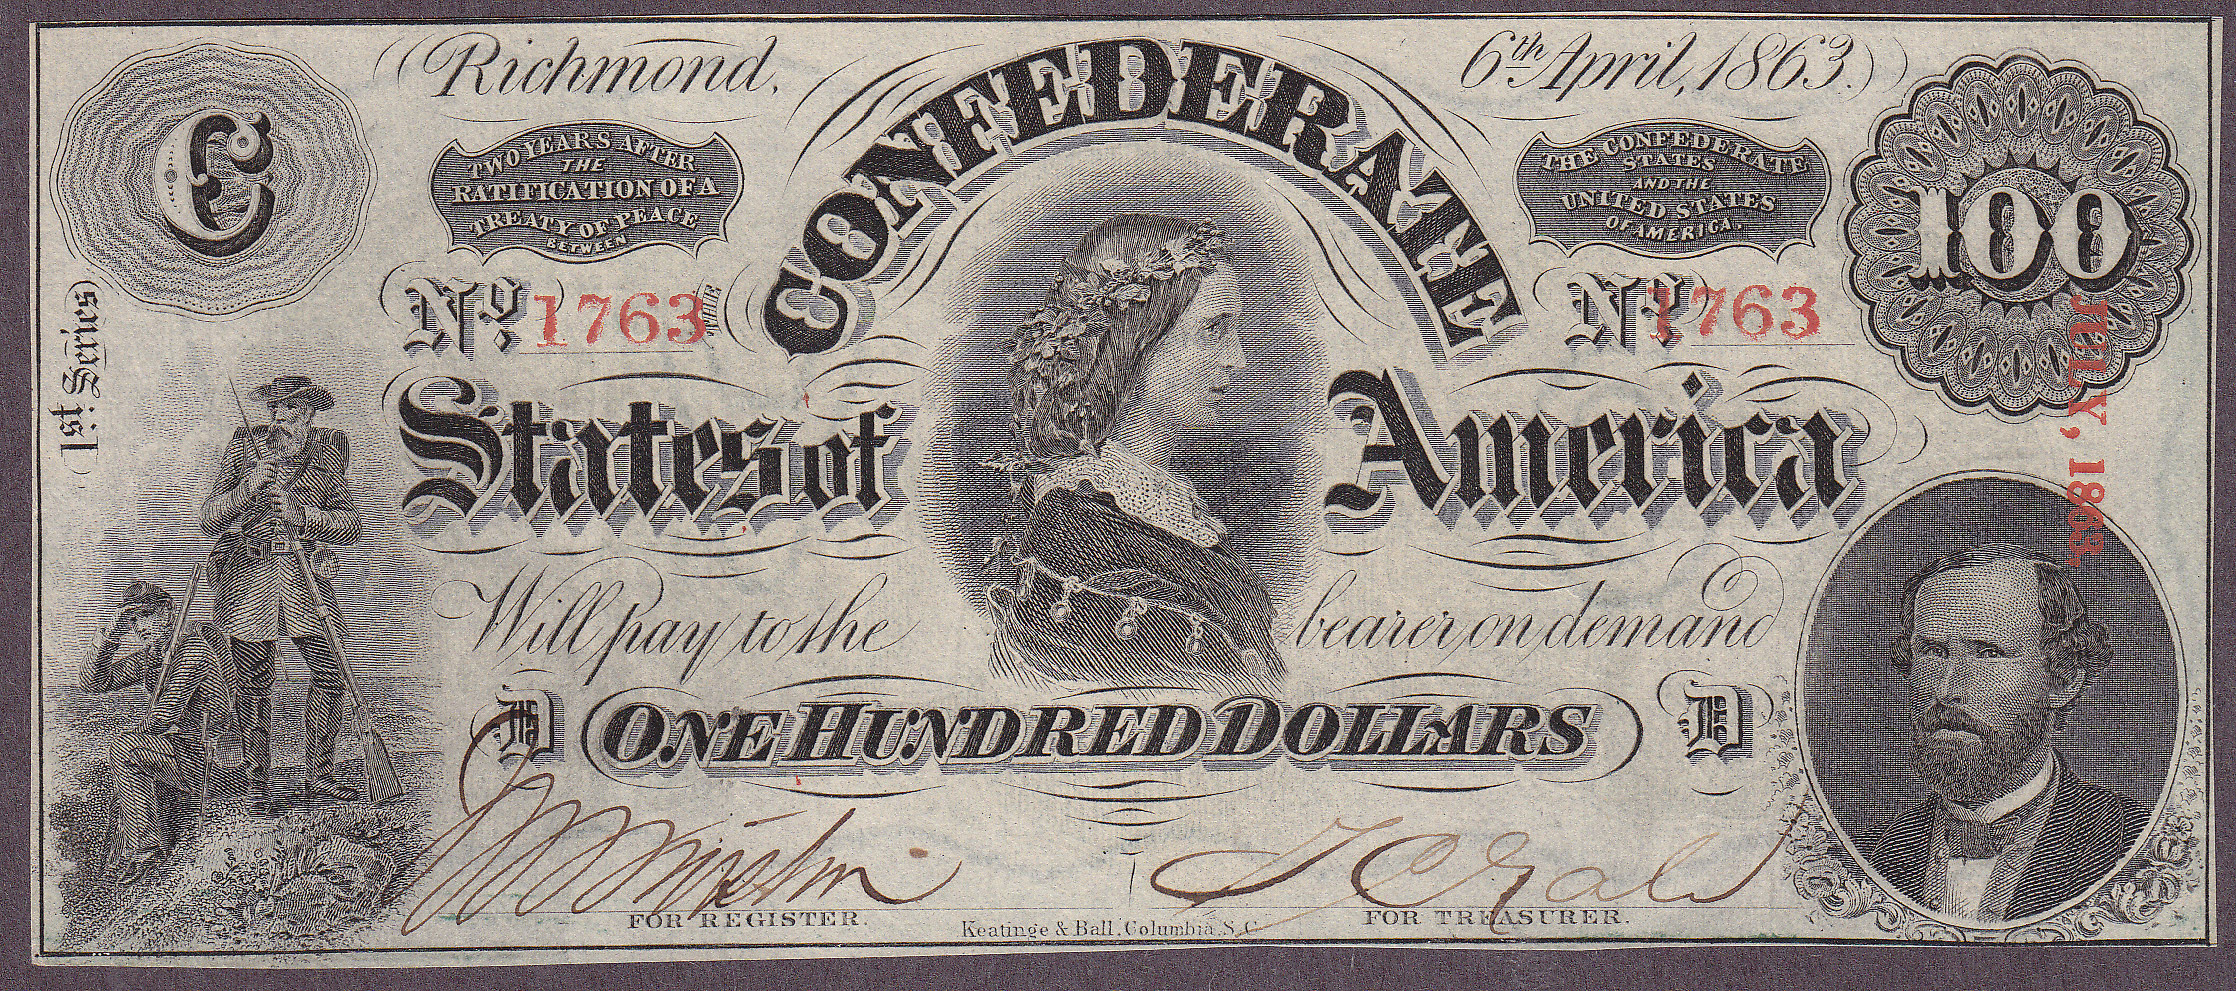 Richmond,
6th April, 1863.
C
TWO YEARS AFTER
THE
RATIFICATION OF A
TREATY OF PEACE
BETWEEN
CONFEDERATE
THE CONFEDERATE
STATES
AND THE
UNITED STATES
OF AMERICA.
100
1st. Series
THE
No. 1763
No. 1763
JULY, 1863
States of America
Will pay to the bearer on demand
D ONE HUNDRED DOLLARS D
FOR REGISTER.
Keatinge & Ball, Columbia, S.C.
FOR TREASURER.